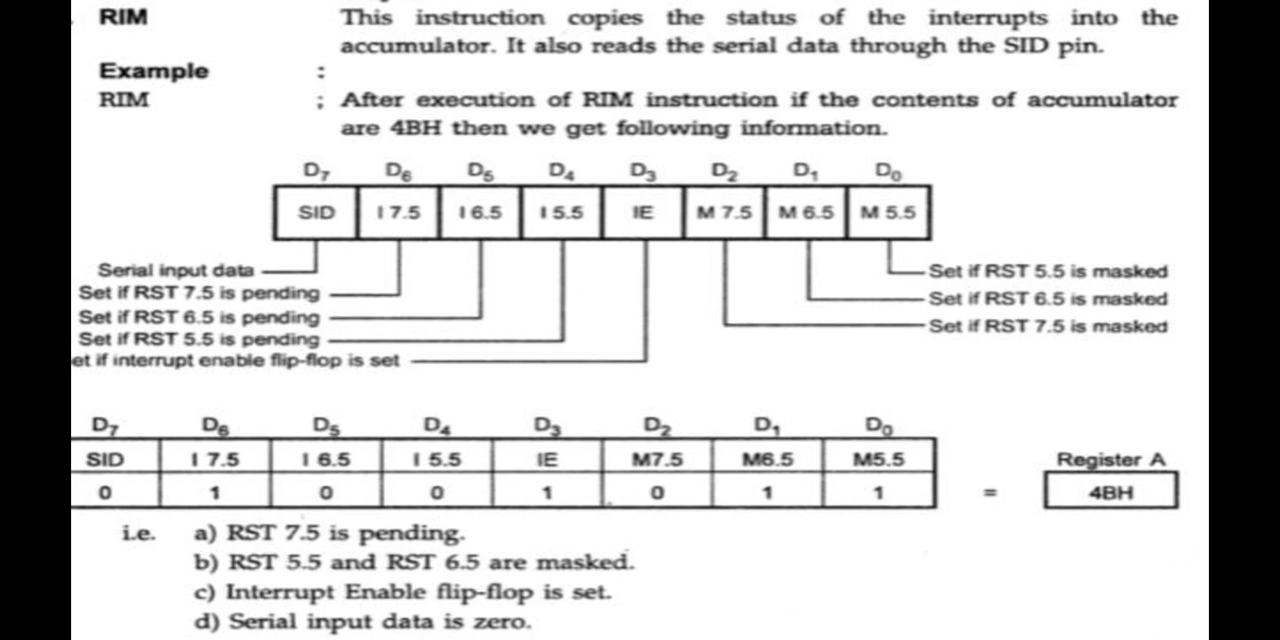 RIM This instruction copies the status of the interrupts into the
accumulator. It also reads the serial data through the SID pin.
Example :
RIM ; After execution of RIM instruction if the contents of accumulator
are 4BH then we get following information.
D7 D6 D5 D4 D3 D2 D1 D0
SID I 7.5 I 6.5 I 5.5 IE M 7.5 M 6.5 M 5.5
Serial input data
Set if RST 7.5 is pending
Set if RST 6.5 is pending
Set if RST 5.5 is pending
et if interrupt enable flip-flop is set
Set if RST 5.5 is masked
Set if RST 6.5 is masked
Set if RST 7.5 is masked
D7 D6 D5 D4 D3 D2 D1 D0
SID I 7.5 I 6.5 I 5.5 IE M7.5 M6.5 M5.5 Register A
0 1 0 0 1 0 1 1 = 4BH
i.e. a) RST 7.5 is pending.
b) RST 5.5 and RST 6.5 are masked.
c) Interrupt Enable flip-flop is set.
d) Serial input data is zero.